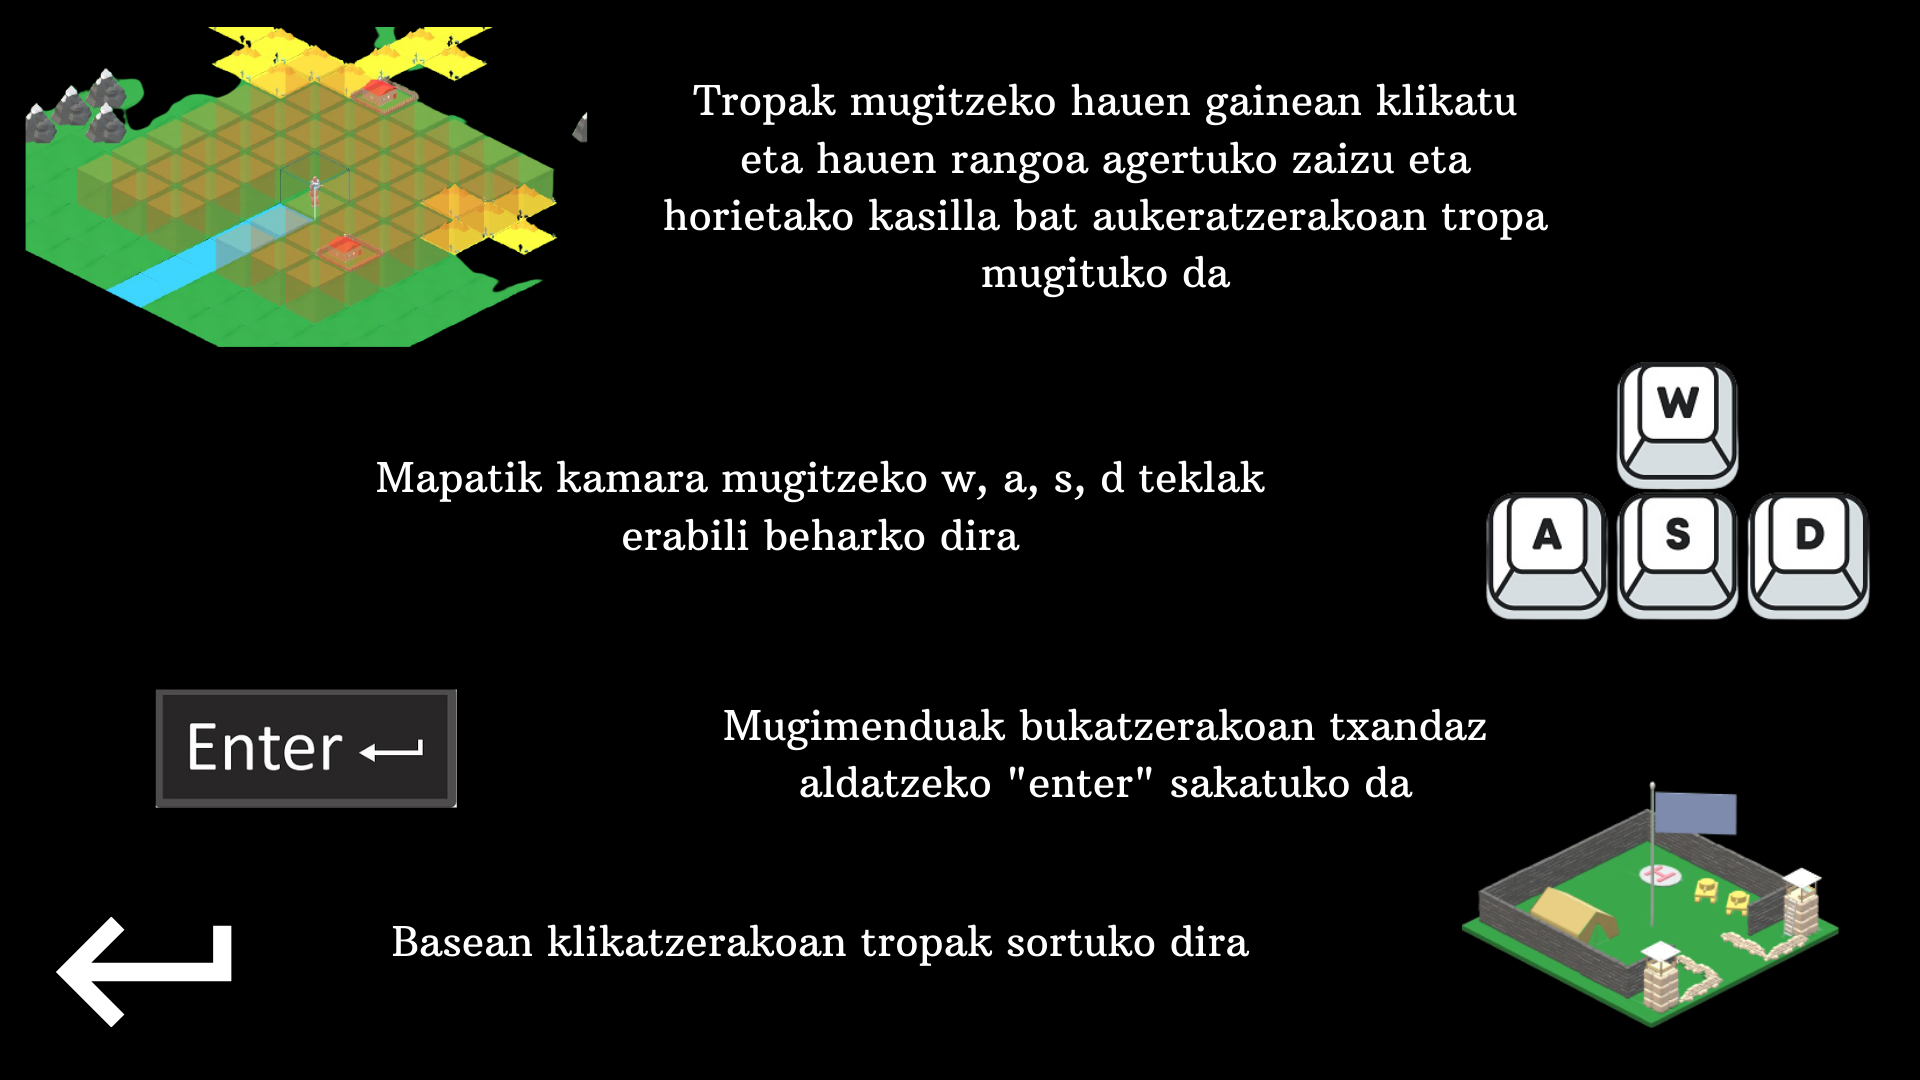 Tropak mugitzeko hauen gainean klikatu
eta hauen rangoa agertuko zaizu eta
horietako kasilla bat aukeratzerakoan tropa
mugituko da
W
A S D
Mapatik kamara mugitzeko w, a, s, d teklak
erabili beharko dira
Enter
Mugimenduak bukatzerakoan txandaz
aldatzeko "enter" sakatuko da
H
Basean klikatzerakoan tropak sortuko dira